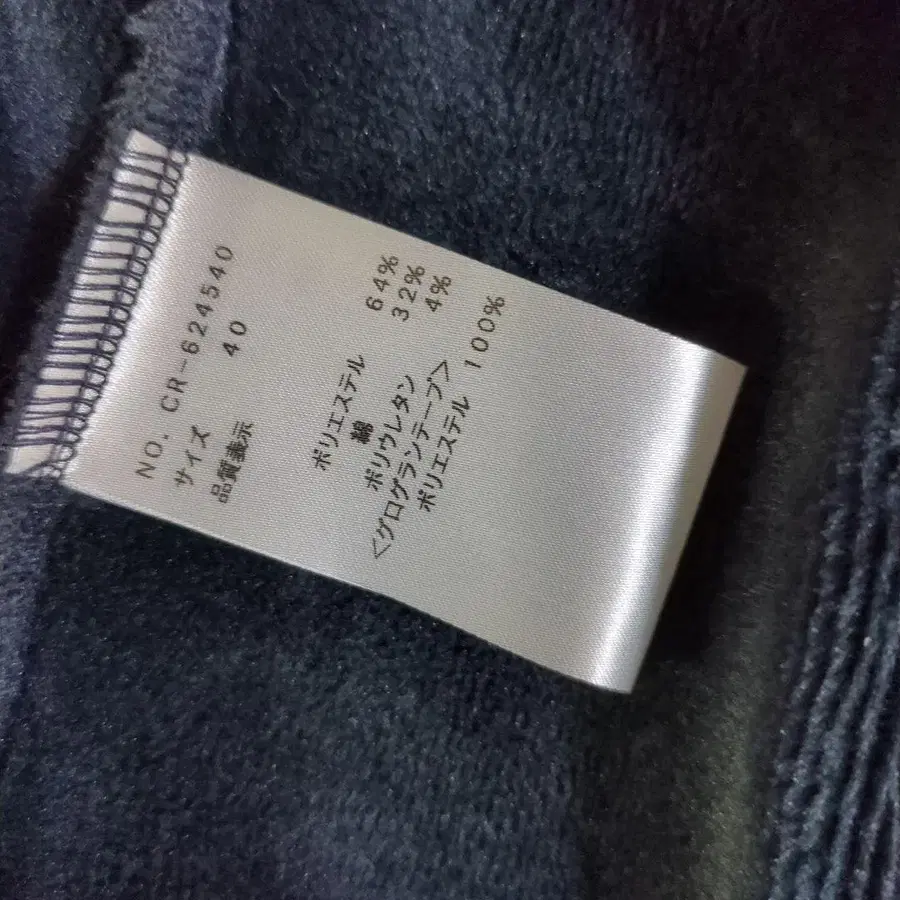 NO. CR-624540
サイズ 40
品質表示
ポリエステル 64%
綿 32%
ポリウレタン 4%
<グログランテープ>
ポリエステル 100%